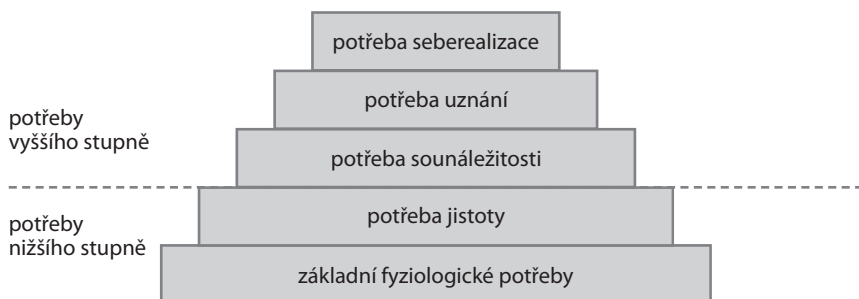 potřeba seberealizace
potřeba uznání
potřeby
vyššího stupně
potřeba sounáležitosti
potřeba jistoty
potřeby
nižšího stupně
základní fyziologické potřeby